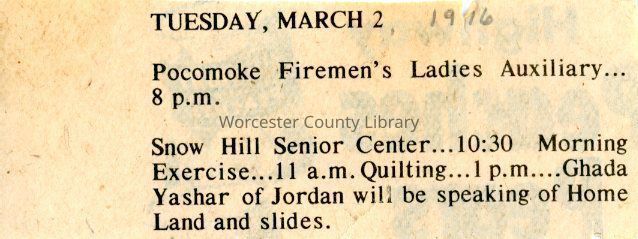 TUESDAY, MARCH 2, 1976
Pocomoke Firemen's Ladies Auxiliary...
8 p.m.
Worcester County Library
Snow Hill Senior Center...10:30 Morning
Exercise...11 a.m. Quilting...1 p.m....Ghada
Yashar of Jordan will be speaking of Home
Land and slides.